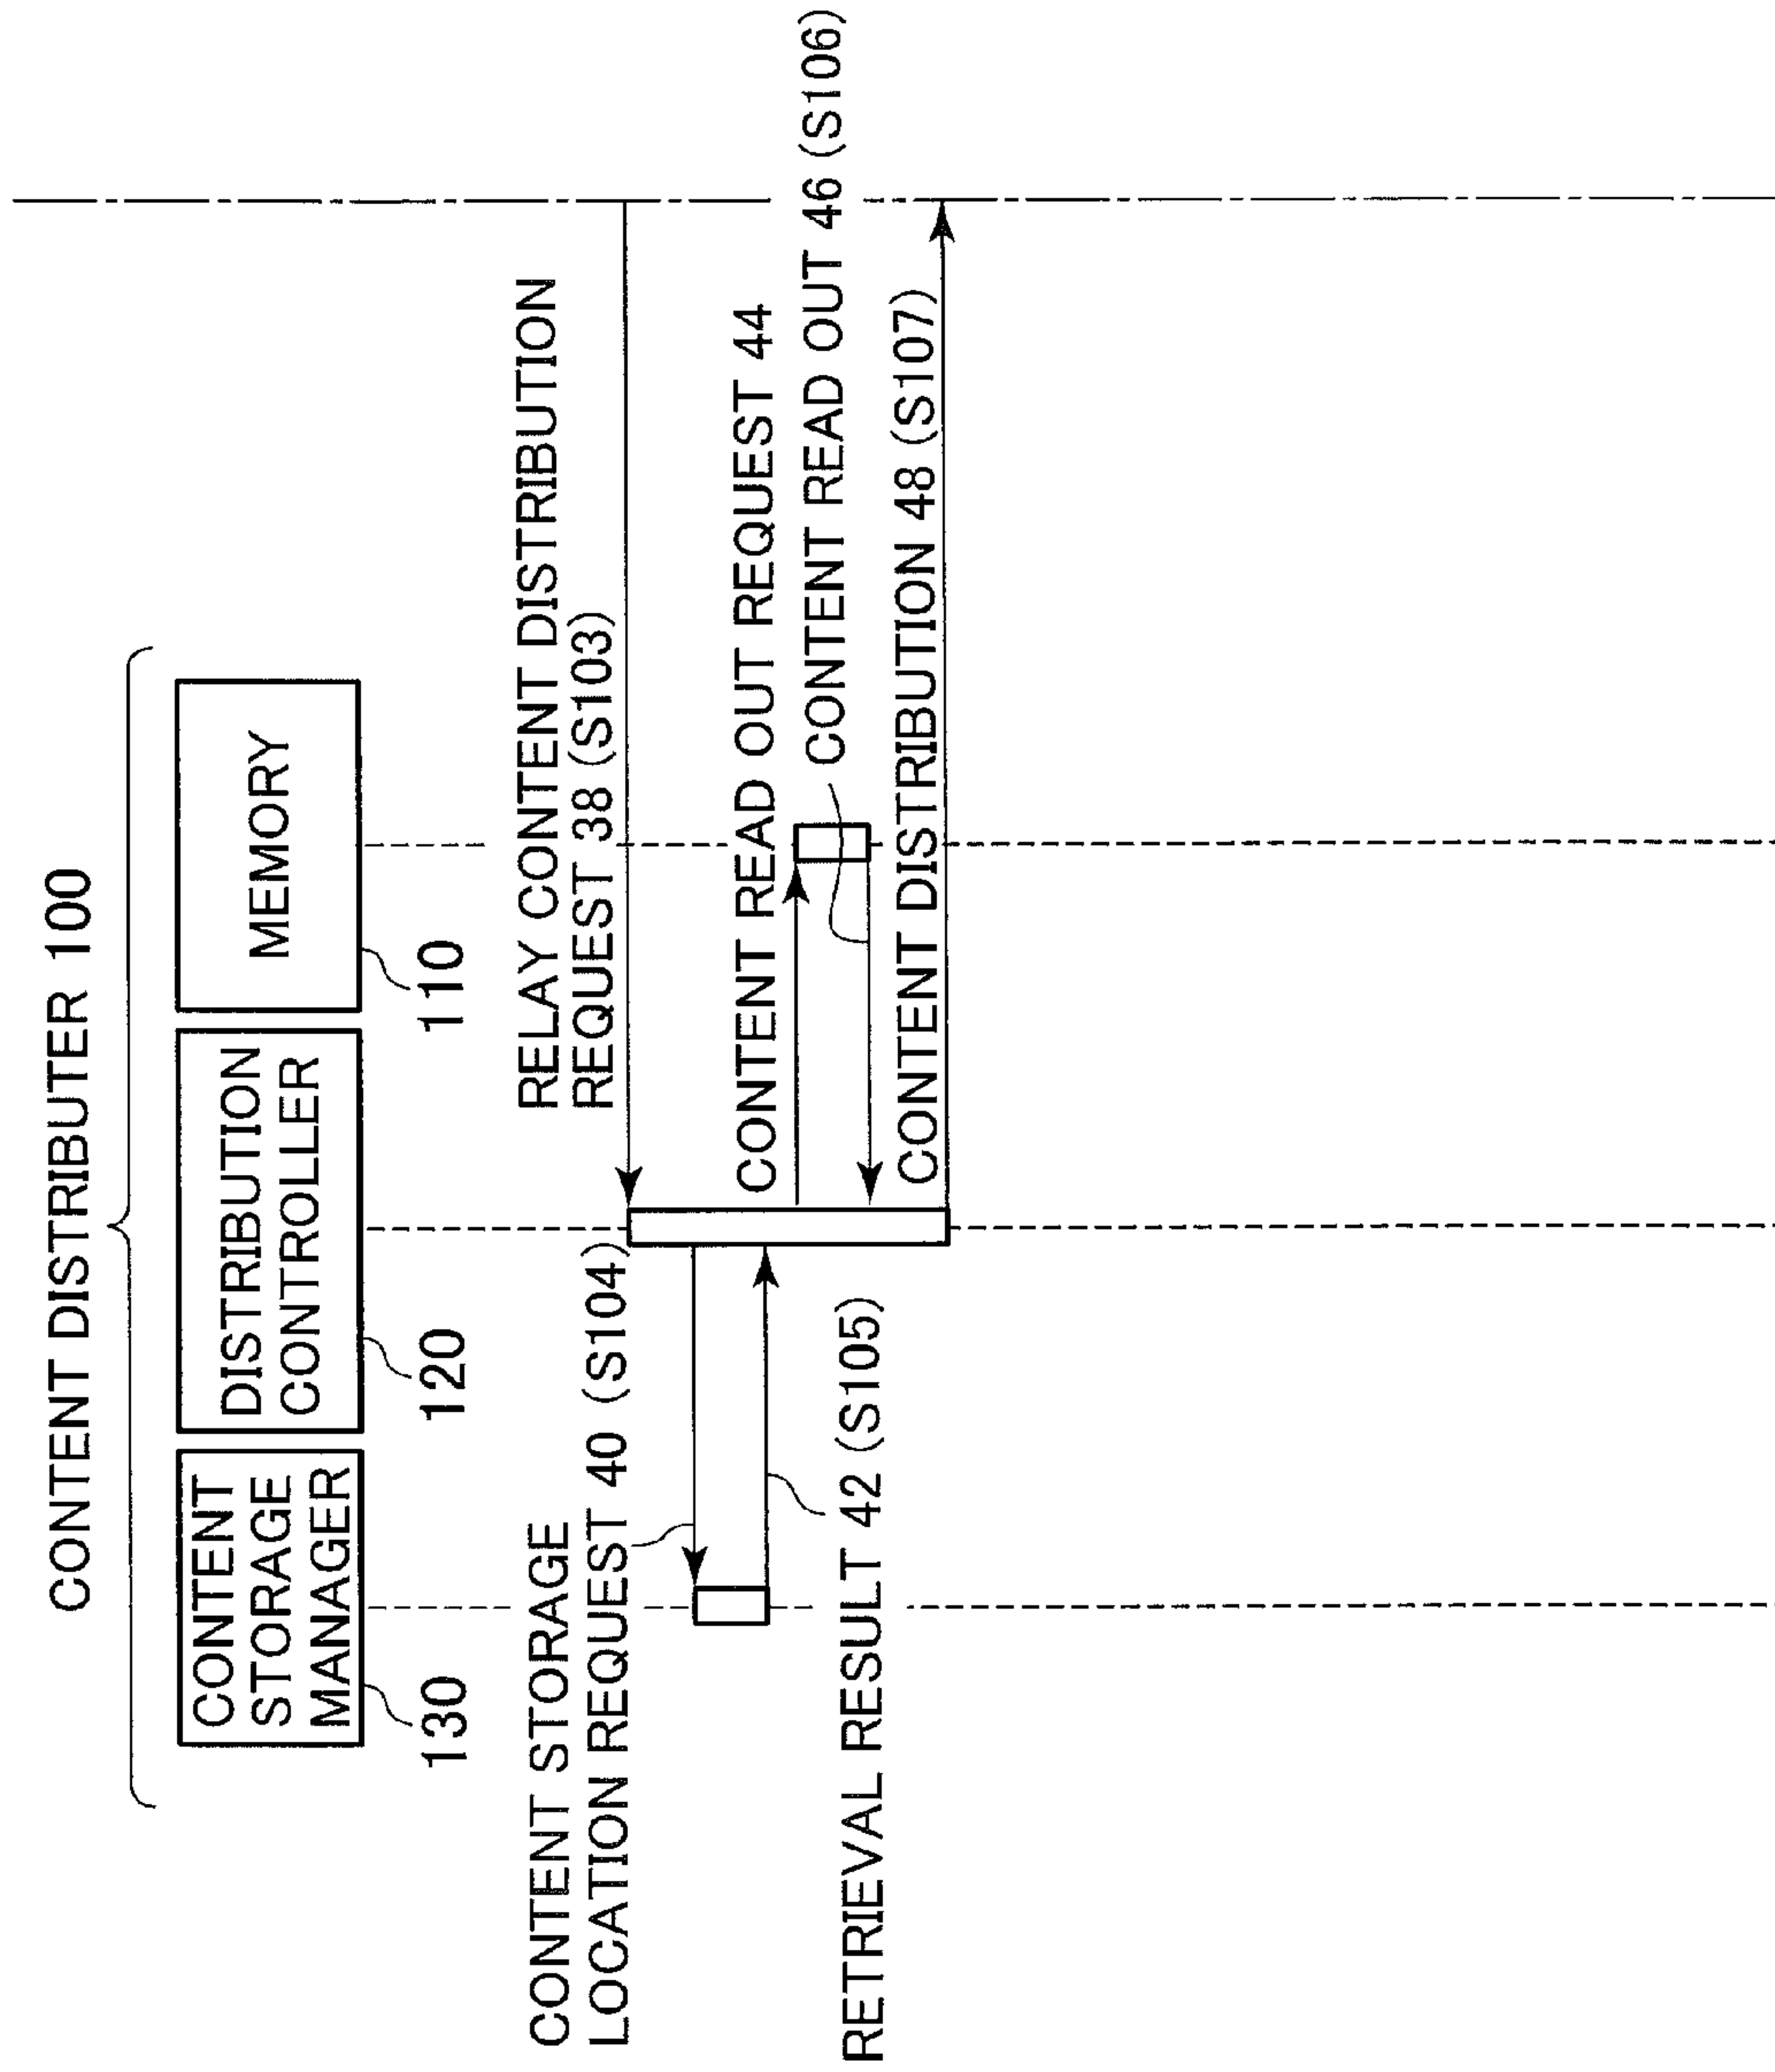 CONTENT DISTRIBUTER 100
CONTENT
STORAGE
MANAGER
130
DISTRIBUTION
CONTROLLER
120
MEMORY
110
RELAY CONTENT DISTRIBUTION
REQUEST 38 (S103)
CONTENT STORAGE
LOCATION REQUEST 40 (S104)
CONTENT READ OUT REQUEST 44
CONTENT READ OUT 46 (S106)
RETRIEVAL RESULT 42 (S105)
CONTENT DISTRIBUTION 48 (S107)